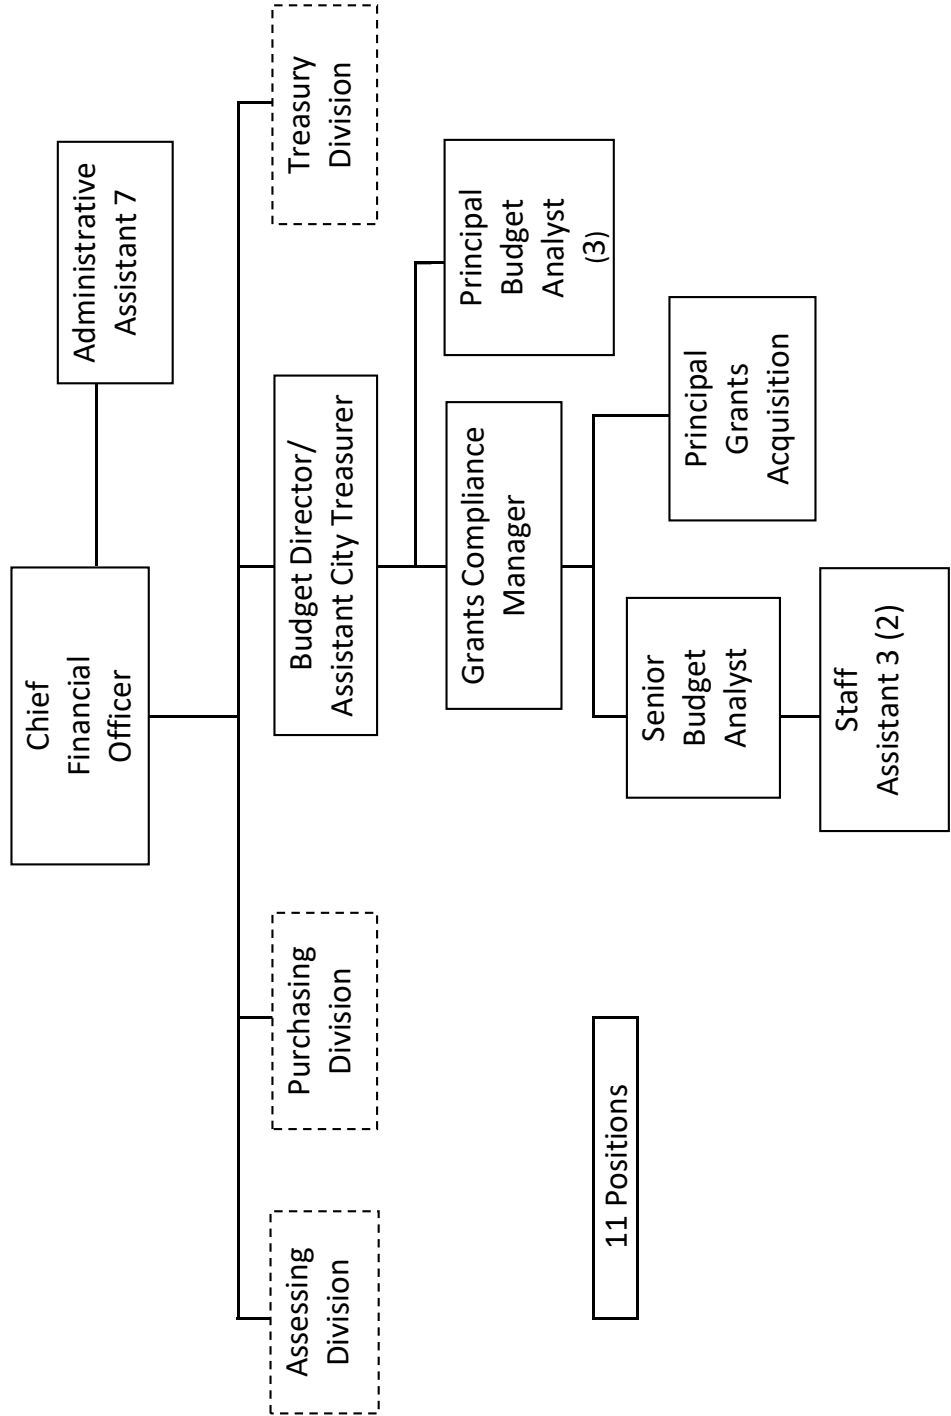 Chief
Financial
Officer
Administrative
Assistant 7
Assessing
Division
Purchasing
Division
Budget Director/
Assistant City Treasurer
Treasury
Division
Grants Compliance
Manager
Principal
Budget
Analyst
(3)
Senior
Budget
Analyst
Principal
Grants
Acquisition
Staff
Assistant 3 (2)
11 Positions